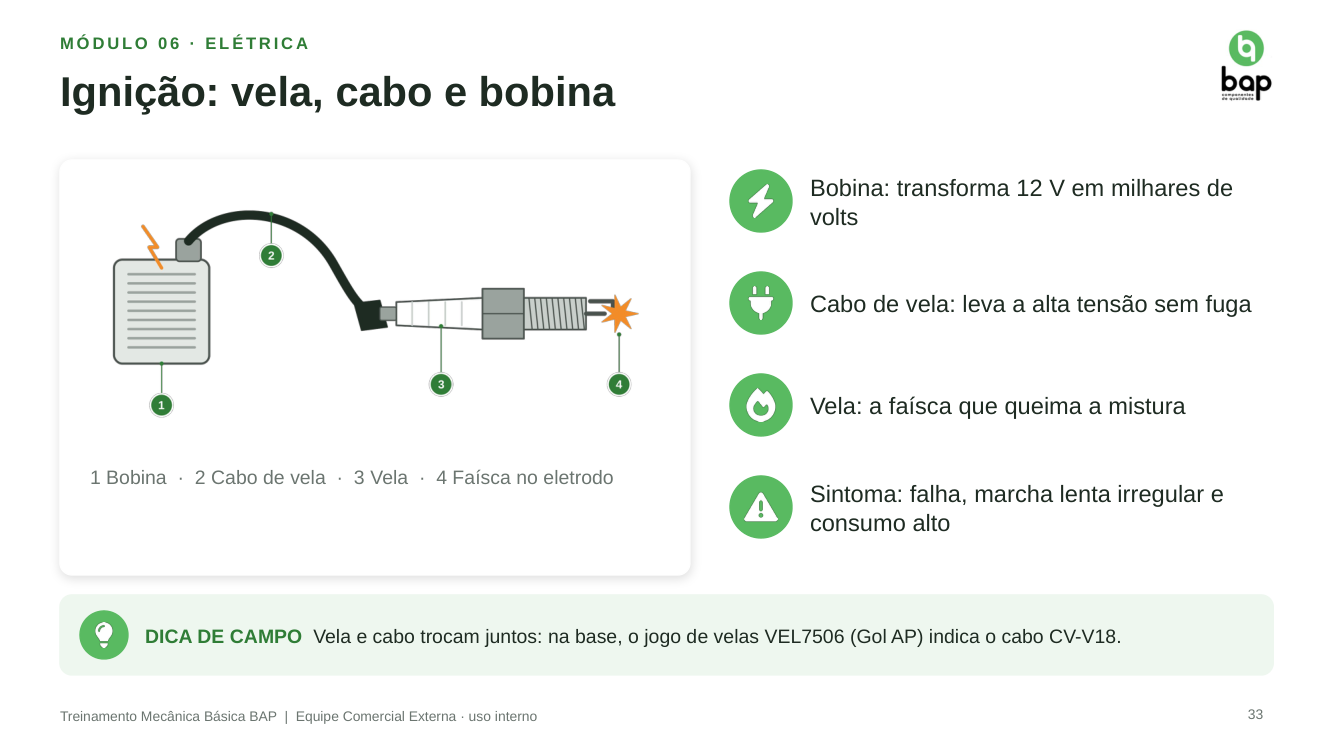 MÓDULO 06 · ELÉTRICA
Ignição: vela, cabo e bobina
bap
componentes
de qualidade
2
3
4
1
1 Bobina · 2 Cabo de vela · 3 Vela · 4 Faísca no eletrodo
Bobina: transforma 12 V em milhares de
volts
Cabo de vela: leva a alta tensão sem fuga
Vela: a faísca que queima a mistura
Sintoma: falha, marcha lenta irregular e
consumo alto
DICA DE CAMPO Vela e cabo trocam juntos: na base, o jogo de velas VEL7506 (Gol AP) indica o cabo CV-V18.
Treinamento Mecânica Básica BAP | Equipe Comercial Externa · uso interno
33